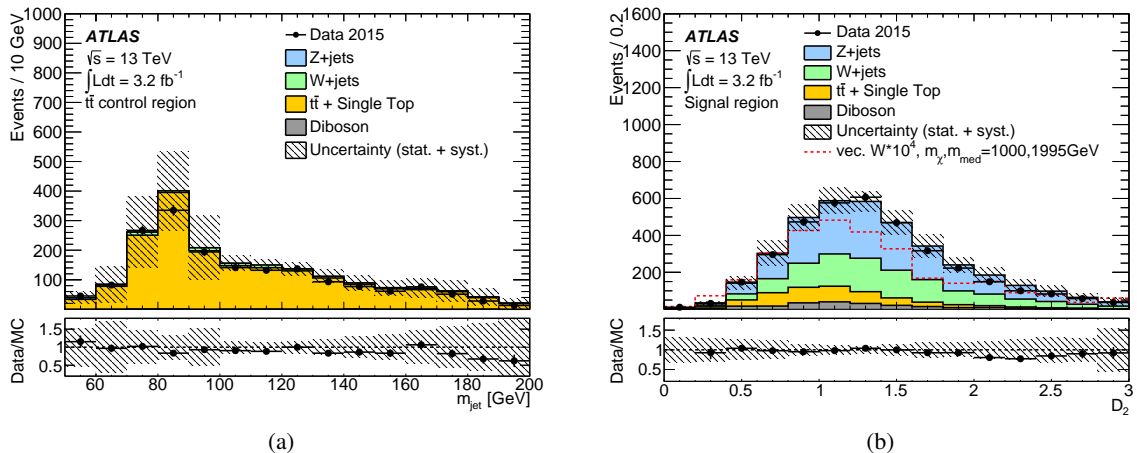 Events / 10 GeV
1000
900
800
700
600
500
400
300
200
100
ATLAS
√s = 13 TeV
∫Ldt = 3.2 fb⁻¹
tt̄ control region
Data 2015
Z+jets
W+jets
tt̄ + Single Top
Diboson
Uncertainty (stat. + syst.)
Data/MC
1.5
1
0.5
60 80 100 120 140 160 180 200
m_jet [GeV]
(a)
Events / 0.2
1600
1400
1200
1000
800
600
400
200
ATLAS
√s = 13 TeV
∫Ldt = 3.2 fb⁻¹
Signal region
Data 2015
Z+jets
W+jets
tt̄ + Single Top
Diboson
Uncertainty (stat. + syst.)
vec. W*10⁴, m_χ,m_med=1000,1995GeV
Data/MC
1.5
1
0.5
0 0.5 1 1.5 2 2.5 3
D₂
(b)